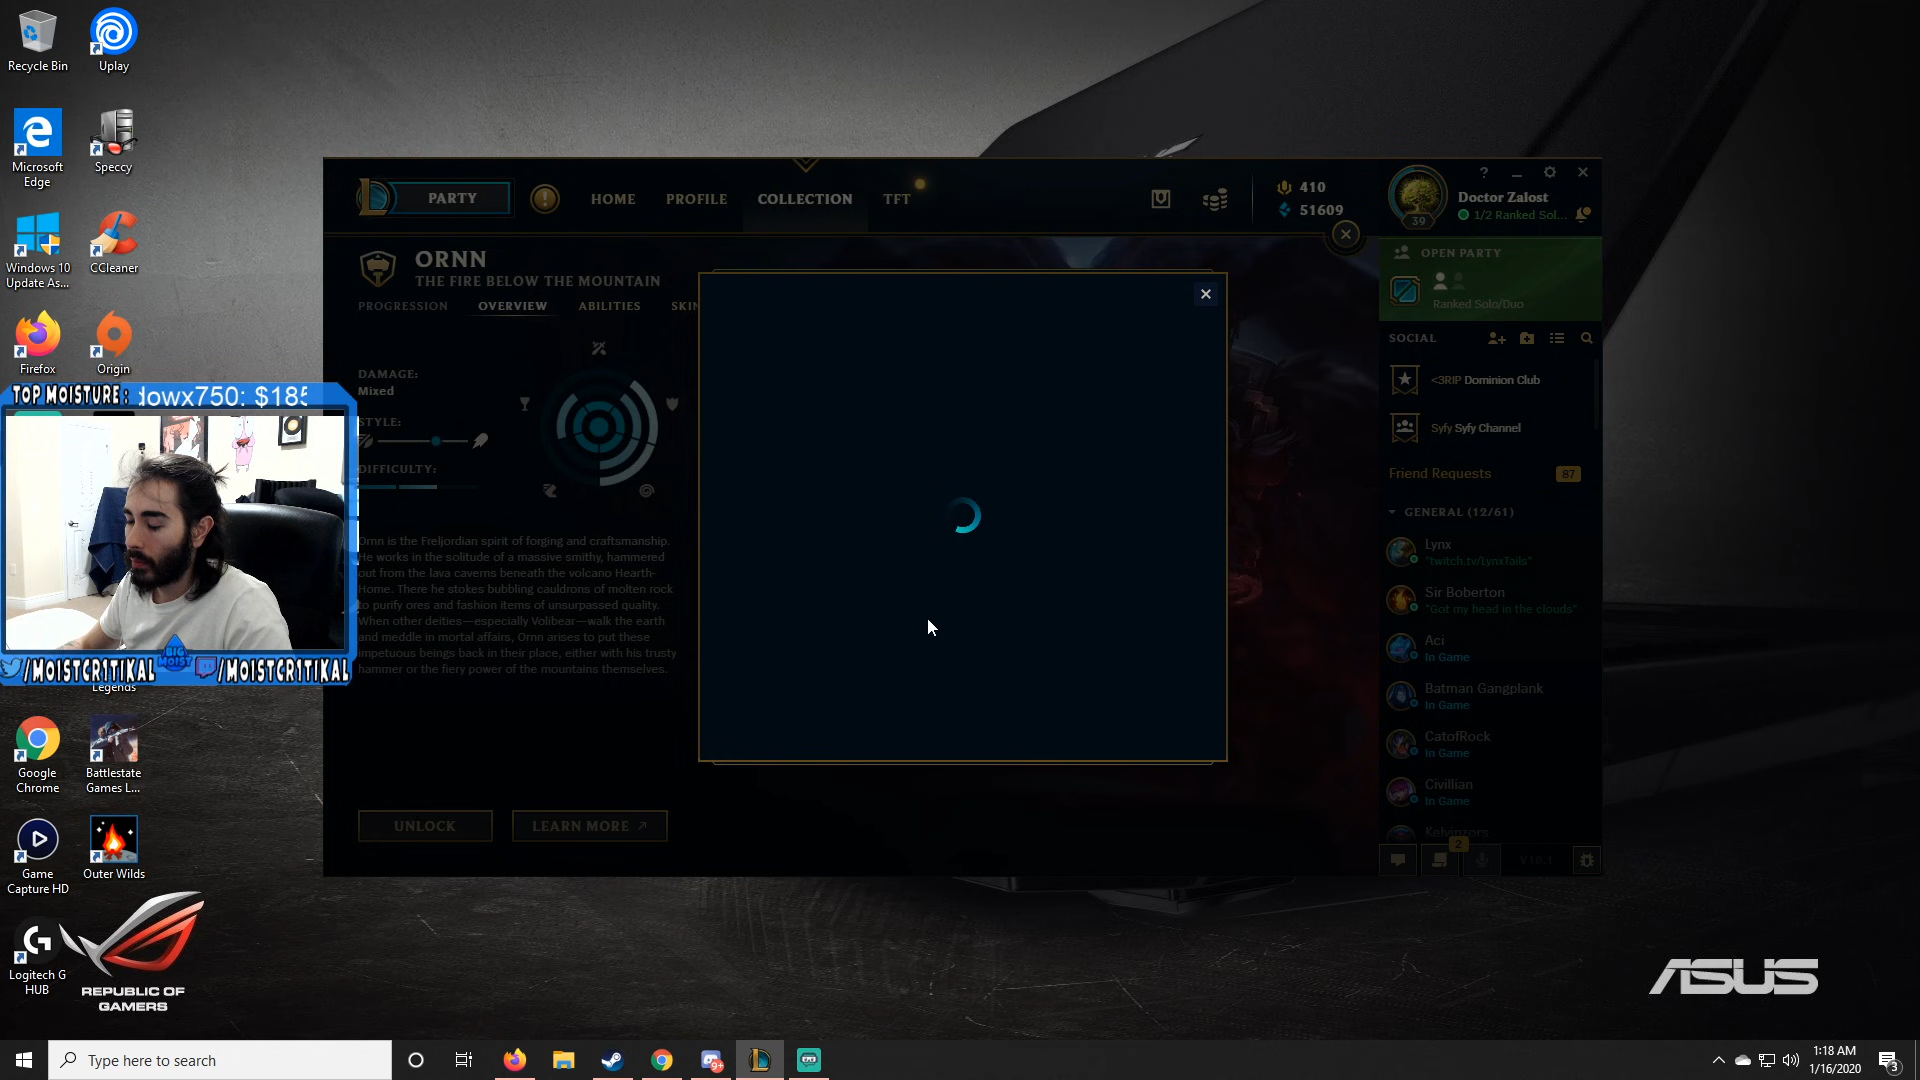 Recycle Bin
Uplay
Microsoft
Edge
Speccy
Windows 10
Update As...
CCleaner
Firefox
Origin
TOP MOISTURE :
dowx750: $185
/MOISTCR1TIKAL
BIG
MOIST
/MOISTCR1TIKAL
Legends
Google
Chrome
Battlestate
Games L...
Game
Capture HD
Outer Wilds
Logitech G
HUB
REPUBLIC OF
GAMERS
PARTY
HOME
PROFILE
COLLECTION
TFT
410
51609
39
Doctor Zalost
1/2 Ranked Sol...
ORNN
THE FIRE BELOW THE MOUNTAIN
PROGRESSION
OVERVIEW
ABILITIES
SKIN
DAMAGE:
Mixed
STYLE:
DIFFICULTY:
Ornn is the Freljordian spirit of forging and craftsmanship.
He works in the solitude of a massive smithy, hammered
out from the lava caverns beneath the volcano Hearth-
Home. There he stokes bubbling cauldrons of molten rock
to purify ores and fashion items of unsurpassed quality.
When other deities—especially Volibear—walk the earth
and meddle in mortal affairs, Ornn arises to put these
impetuous beings back in their place, either with his trusty
hammer or the fiery power of the mountains themselves.
UNLOCK
LEARN MORE
OPEN PARTY
Ranked Solo/Duo
SOCIAL
<3RIP Dominion Club
Syfy Syfy Channel
Friend Requests
87
GENERAL (12/61)
Lynx
"twitch.tv/LynxTails"
Sir Boberton
"Got my head in the clouds"
Aci
In Game
Batman Gangplank
In Game
CatofRock
In Game
Civillian
In Game
Kelvinzors
2
V10.1
ASUS
Type here to search
9+
1:18 AM
1/16/2020
3